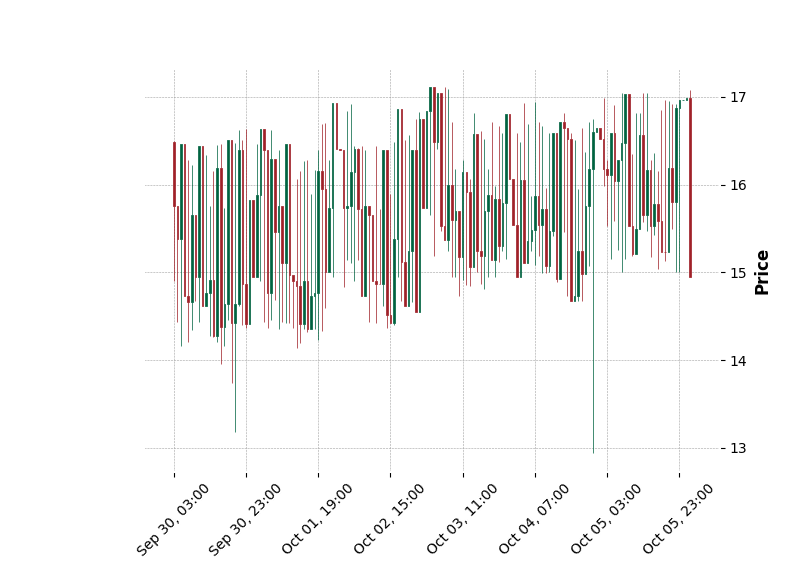 17
16
15
14
13
Price
Sep 30, 03:00
Sep 30, 23:00
Oct 01, 19:00
Oct 02, 15:00
Oct 03, 11:00
Oct 04, 07:00
Oct 05, 03:00
Oct 05, 23:00